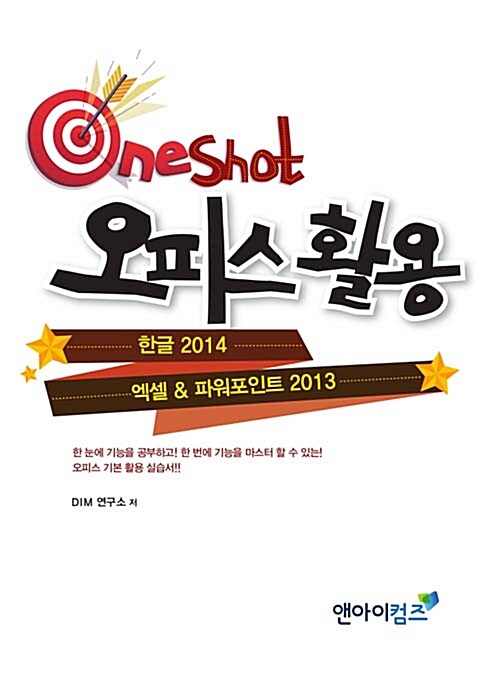 OneShot
오피스 활용
한글 2014
엑셀 & 파워포인트 2013
한 눈에 기능을 공부하고! 한 번에 기능을 마스터 할 수 있는!
오피스 기본 활용 실습서!!
DIM 연구소 저
앤아이컴즈